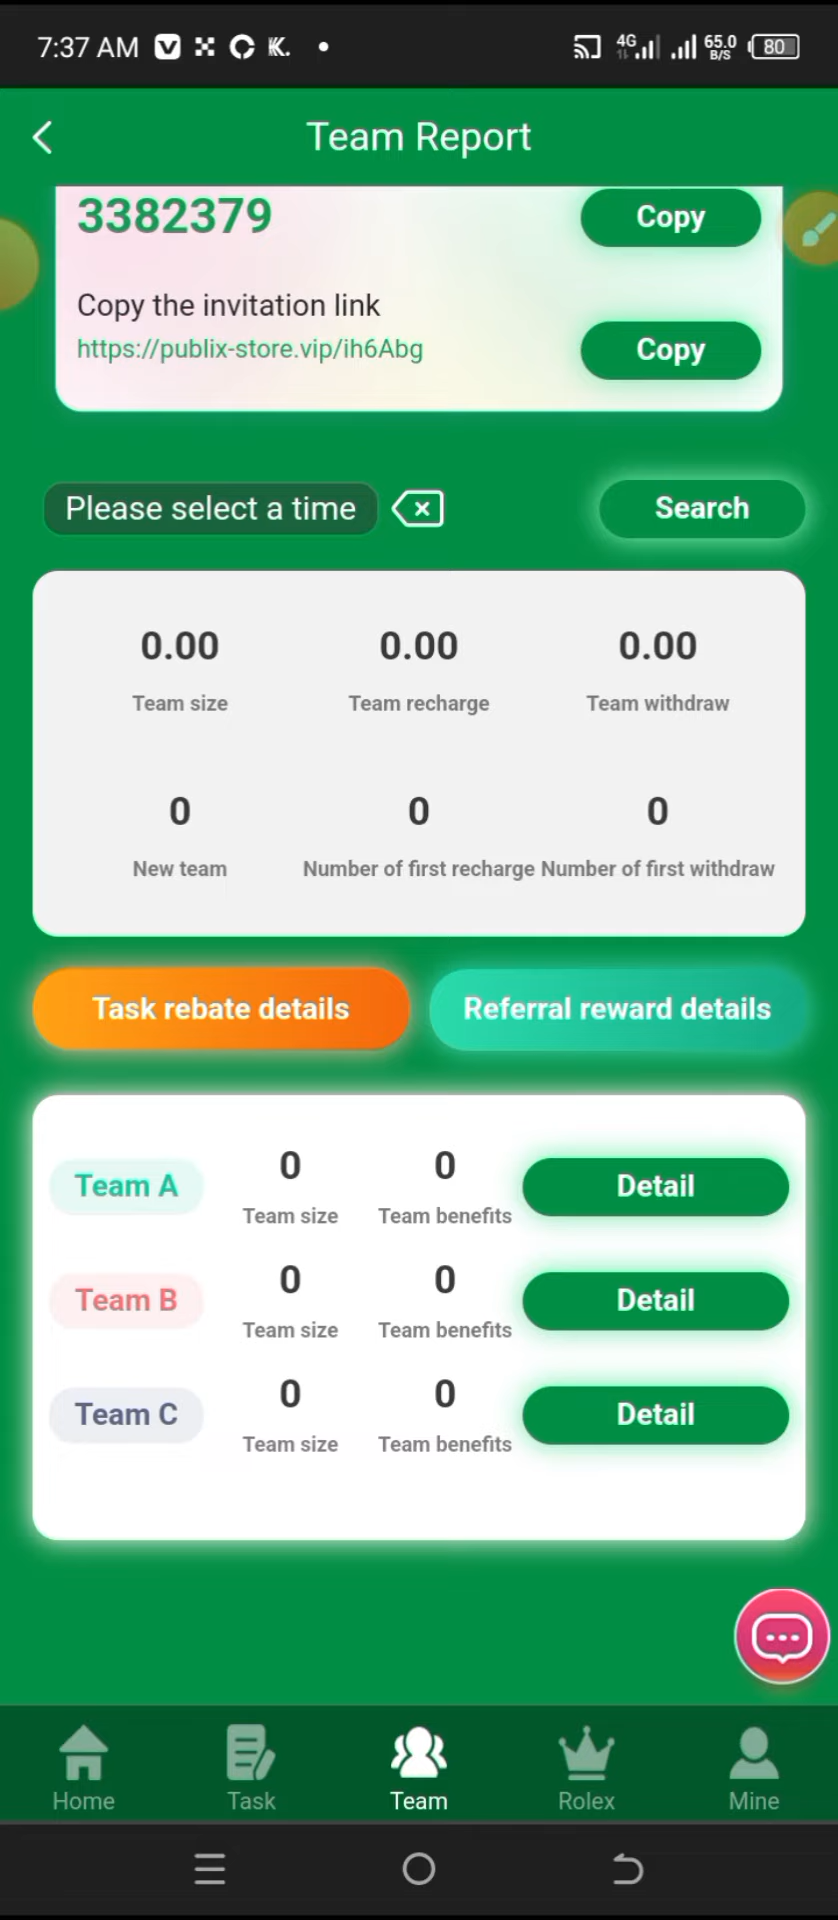 7:37 AM
4G
65.0
B/S
80
Team Report
3382379
Copy
Copy the invitation link
https://publix-store.vip/ih6Abg
Copy
Please select a time
Search
0.00 0.00 0.00
Team size Team recharge Team withdraw
0 0 0
New team Number of first recharge Number of first withdraw
Task rebate details Referral reward details
Team A 0 0 Detail
Team size Team benefits
Team B 0 0 Detail
Team size Team benefits
Team C 0 0 Detail
Team size Team benefits
Home Task Team Rolex Mine